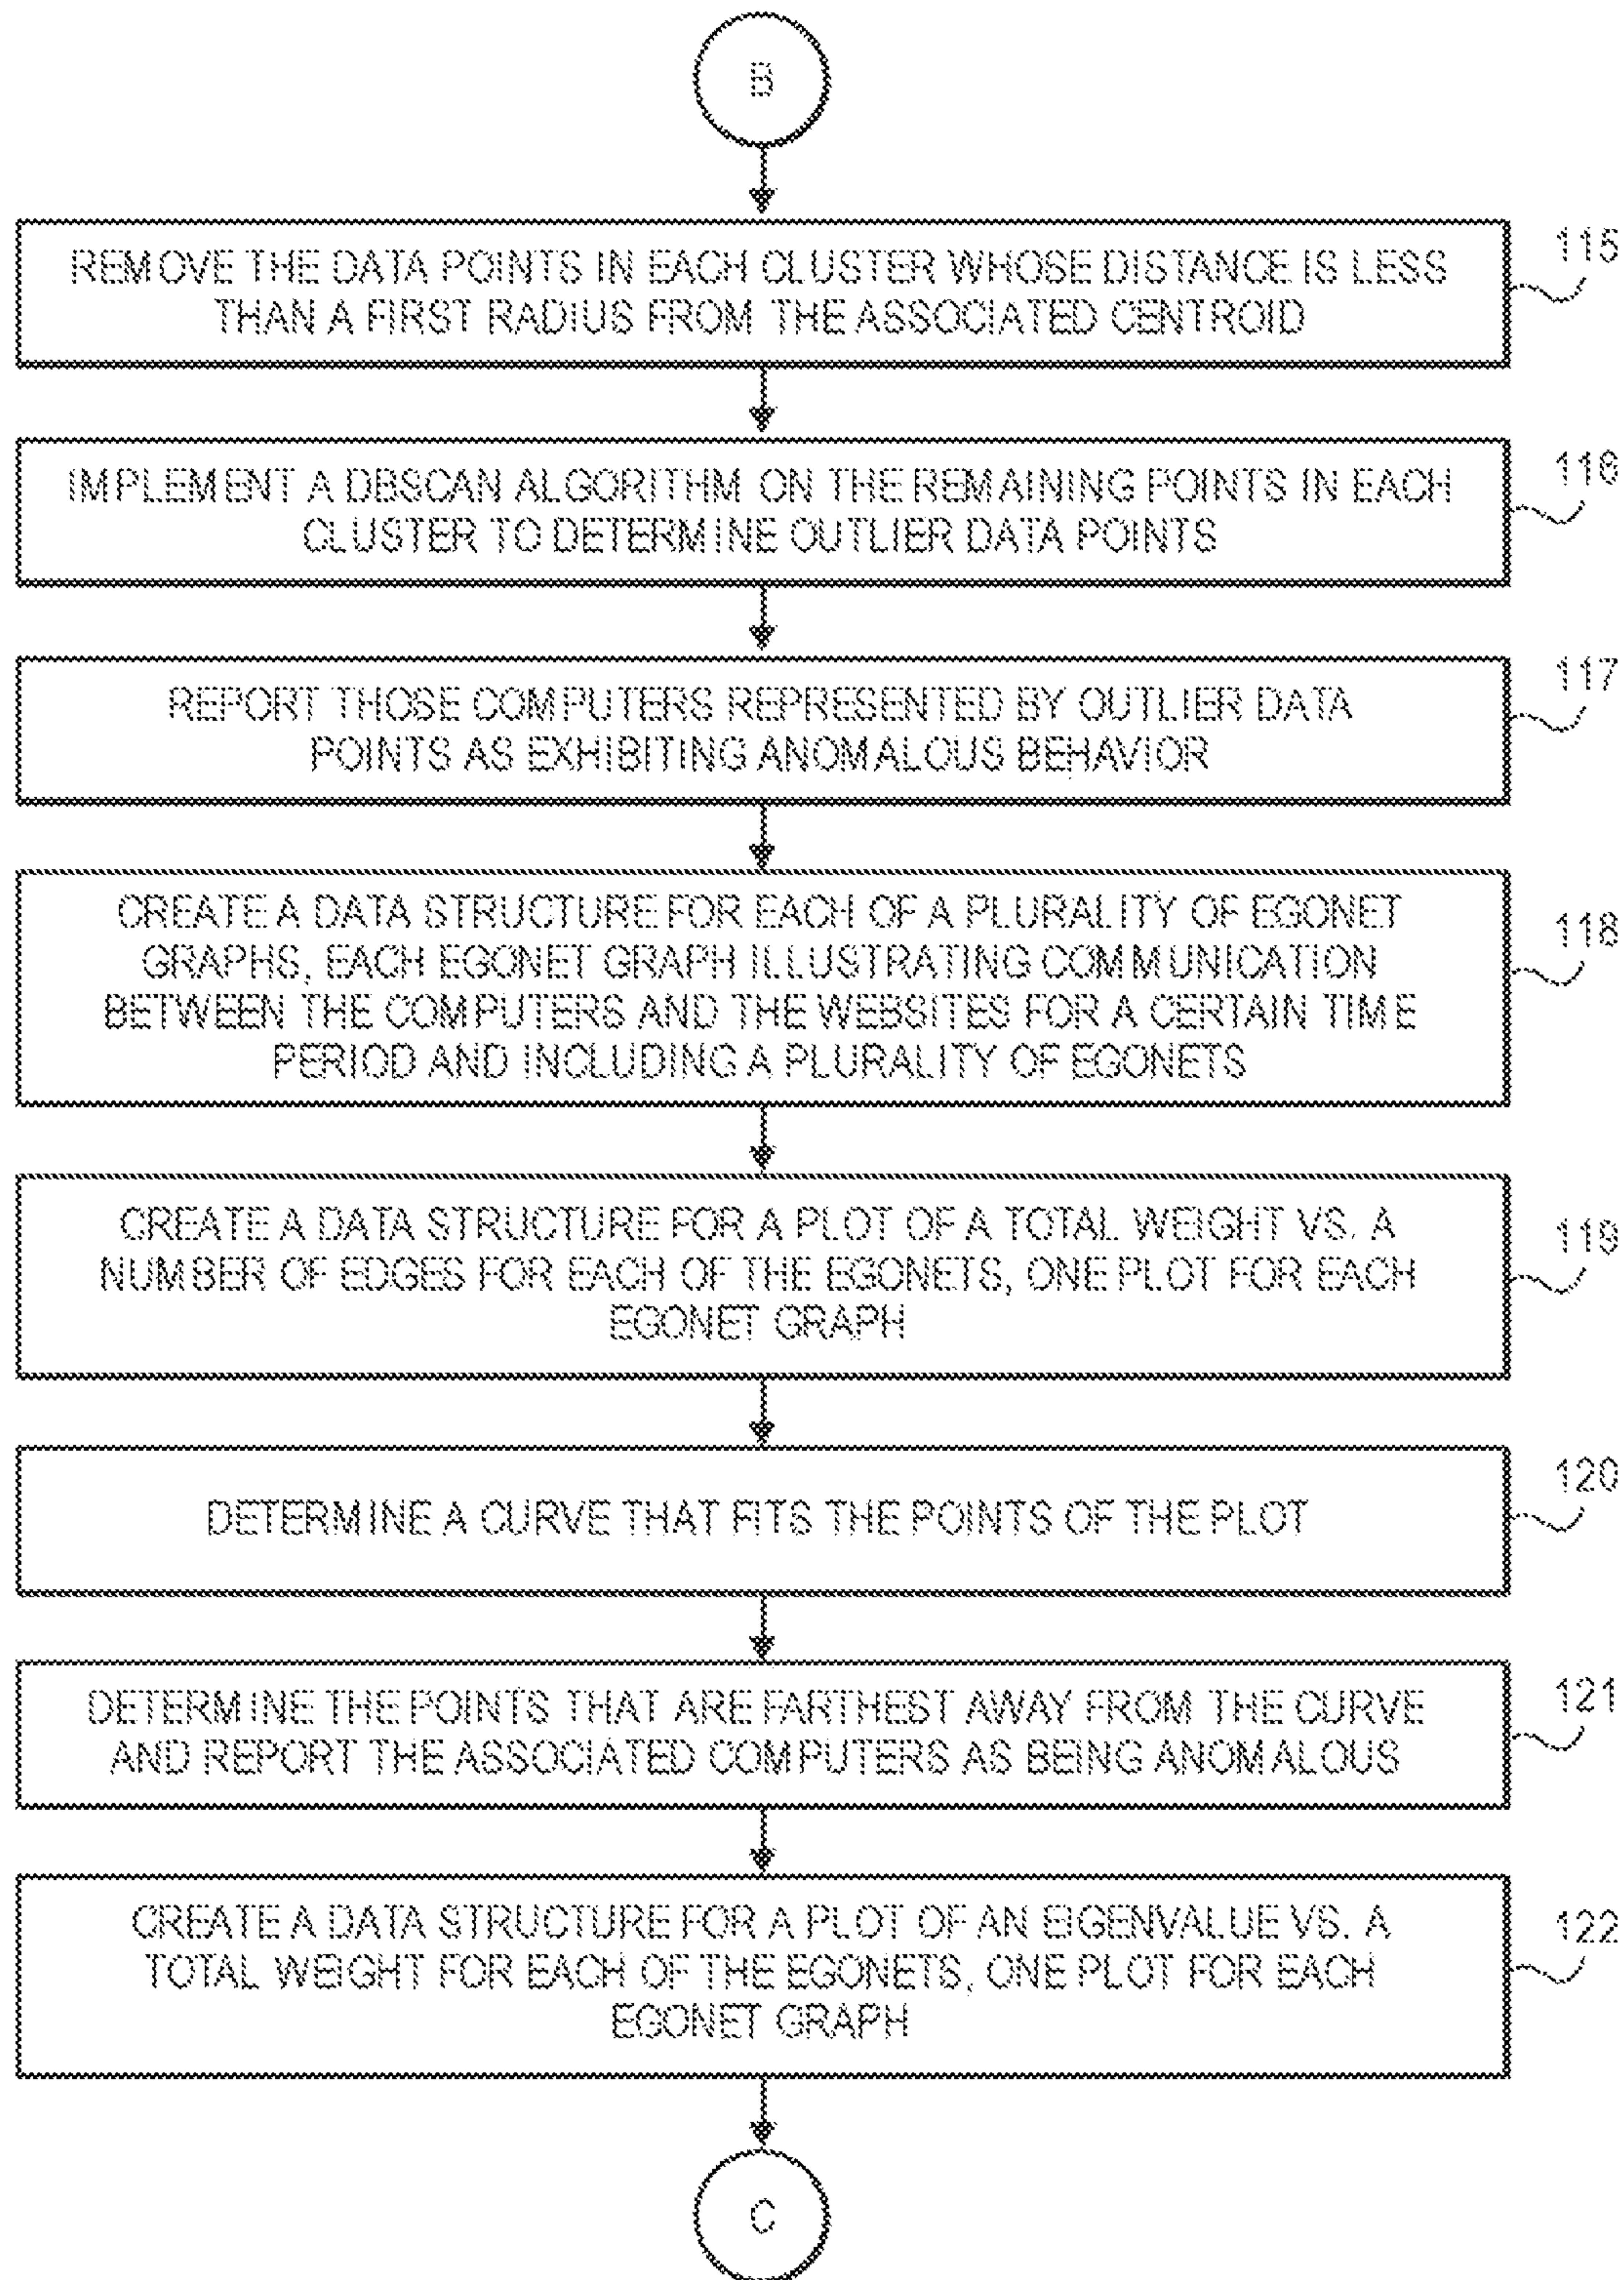 B
REMOVE THE DATA POINTS IN EACH CLUSTER WHOSE DISTANCE IS LESS
THAN A FIRST RADIUS FROM THE ASSOCIATED CENTROID
115
IMPLEMENT A DBSCAN ALGORITHM ON THE REMAINING POINTS IN EACH
CLUSTER TO DETERMINE OUTLIER DATA POINTS
116
REPORT THOSE COMPUTERS REPRESENTED BY OUTLIER DATA
POINTS AS EXHIBITING ANOMALOUS BEHAVIOR
117
CREATE A DATA STRUCTURE FOR EACH OF A PLURALITY OF EGONET
GRAPHS, EACH EGONET GRAPH ILLUSTRATING COMMUNICATION
BETWEEN THE COMPUTERS AND THE WEBSITES FOR A CERTAIN TIME
PERIOD AND INCLUDING A PLURALITY OF EGONETS
118
CREATE A DATA STRUCTURE FOR A PLOT OF A TOTAL WEIGHT VS. A
NUMBER OF EDGES FOR EACH OF THE EGONETS, ONE PLOT FOR EACH
EGONET GRAPH
119
DETERMINE A CURVE THAT FITS THE POINTS OF THE PLOT
120
DETERMINE THE POINTS THAT ARE FARTHEST AWAY FROM THE CURVE
AND REPORT THE ASSOCIATED COMPUTERS AS BEING ANOMALOUS
121
CREATE A DATA STRUCTURE FOR A PLOT OF AN EIGENVALUE VS. A
TOTAL WEIGHT FOR EACH OF THE EGONETS, ONE PLOT FOR EACH
EGONET GRAPH
122
C